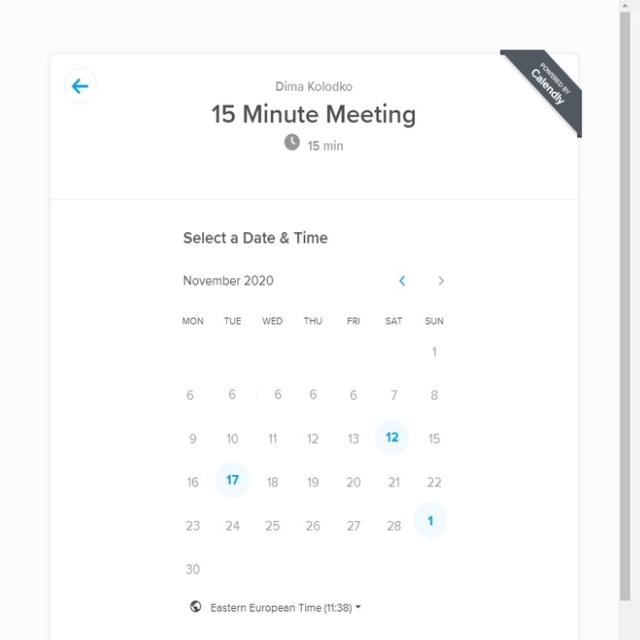 Dima Kolodko
POWERED BY
Calendly
15 Minute Meeting
15 min
Select a Date & Time
November 2020
MON TUE WED THU FRI SAT SUN
1
6 6 6 6 6 7 8
9 10 11 12 13 12 15
16 17 18 19 20 21 22
23 24 25 26 27 28 1
30
Eastern European Time (11:38)